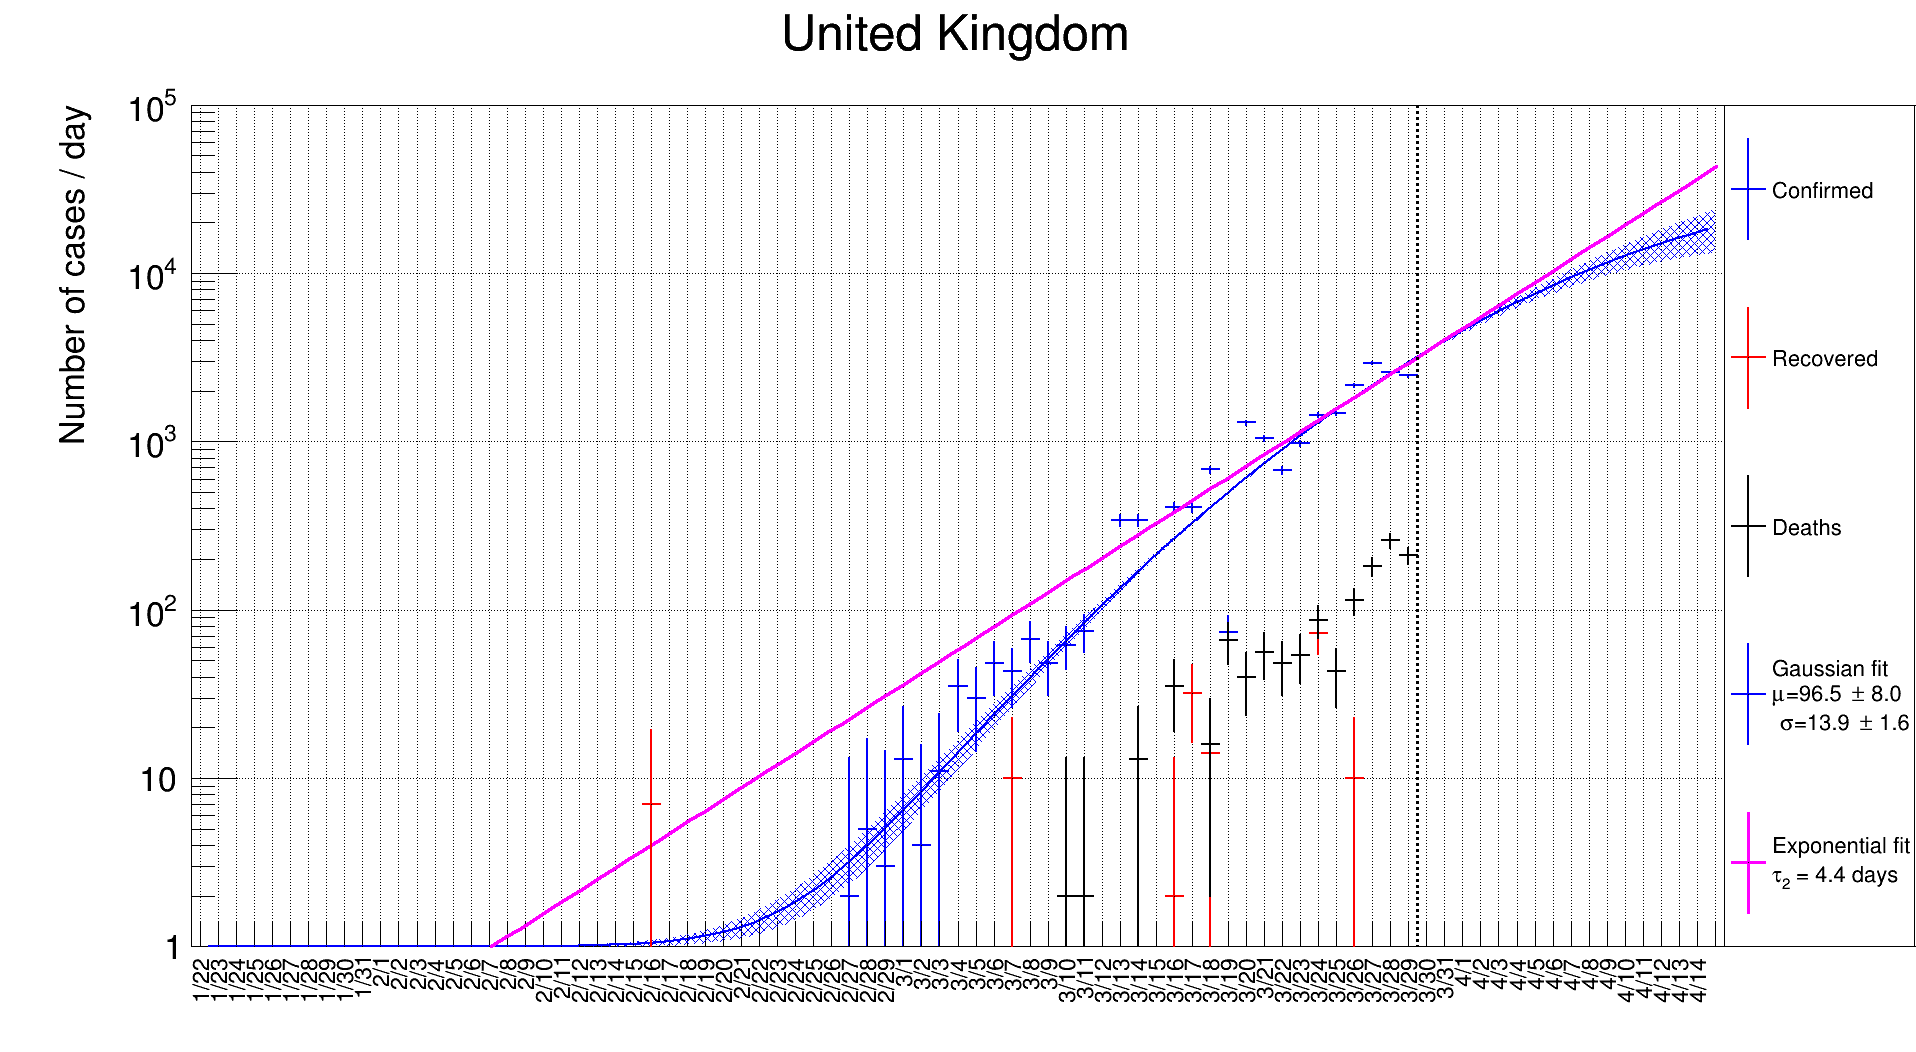 United Kingdom
Number of cases / day
10^5
10^4
10^3
10^2
10
1
1/22 1/23 1/24 1/25 1/26 1/27 1/28 1/29 1/30 1/31 2/1 2/2 2/3 2/4 2/5 2/6 2/7 2/8 2/9 2/10 2/11 2/12 2/13 2/14 2/15 2/16 2/17 2/18 2/19 2/20 2/21 2/22 2/23 2/24 2/25 2/26 2/27 2/28 2/29 3/1 3/2 3/3 3/4 3/5 3/6 3/7 3/8 3/9 3/10 3/11 3/12 3/13 3/14 3/15 3/16 3/17 3/18 3/19 3/20 3/21 3/22 3/23 3/24 3/25 3/26 3/27 3/28 3/29 3/30 3/31 4/1 4/2 4/3 4/4 4/5 4/6 4/7 4/8 4/9 4/10 4/11 4/12 4/13 4/14
Confirmed
Recovered
Deaths
Gaussian fit
μ=96.5 ± 8.0
σ=13.9 ± 1.6
Exponential fit
τ₂ = 4.4 days